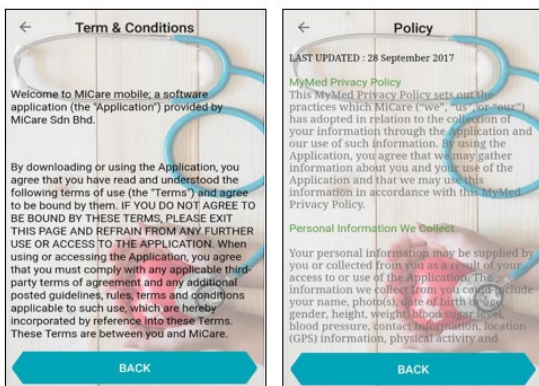 Term & Conditions
Welcome to MiCare mobile; a software
application (the "Application") provided by
MiCare Sdn Bhd.
By downloading or using the Application, you
agree that you have read and understood the
following terms of use (the "Terms") and agree
to be bound by them. IF YOU DO NOT AGREE TO
BE BOUND BY THESE TERMS, PLEASE EXIT
THIS PAGE AND REFRAIN FROM ANY FURTHER
USE OR ACCESS TO THE APPLICATION. When
using or accessing the Application, you agree
that you must comply with any applicable third-
party terms of agreement and any additional
posted guidelines, rules, terms and conditions
applicable to such use, which are hereby
incorporated by reference into these Terms.
These Terms are between you and MiCare.
BACK
Policy
LAST UPDATED : 28 September 2017
MyMed Privacy Policy
This MyMed Privacy Policy sets out the
practices which MiCare ("we", "us", or "our")
has adopted in relation to the collection of
your information through the Application and
our use of such information. By using the
Application, you agree that we may gather
information about you and your use of the
Application and that we may use this
information in accordance with this MyMed
Privacy Policy.
Personal Information We Collect
Your personal information may be supplied by
you or collected from you as a result of your
access to or use of the Application. The
information we collect from you could include
your name, photo(s), date of birth or age,
gender, height, weight, blood sugar level,
blood pressure, contact information, location
(GPS) information, physical activity and
BACK